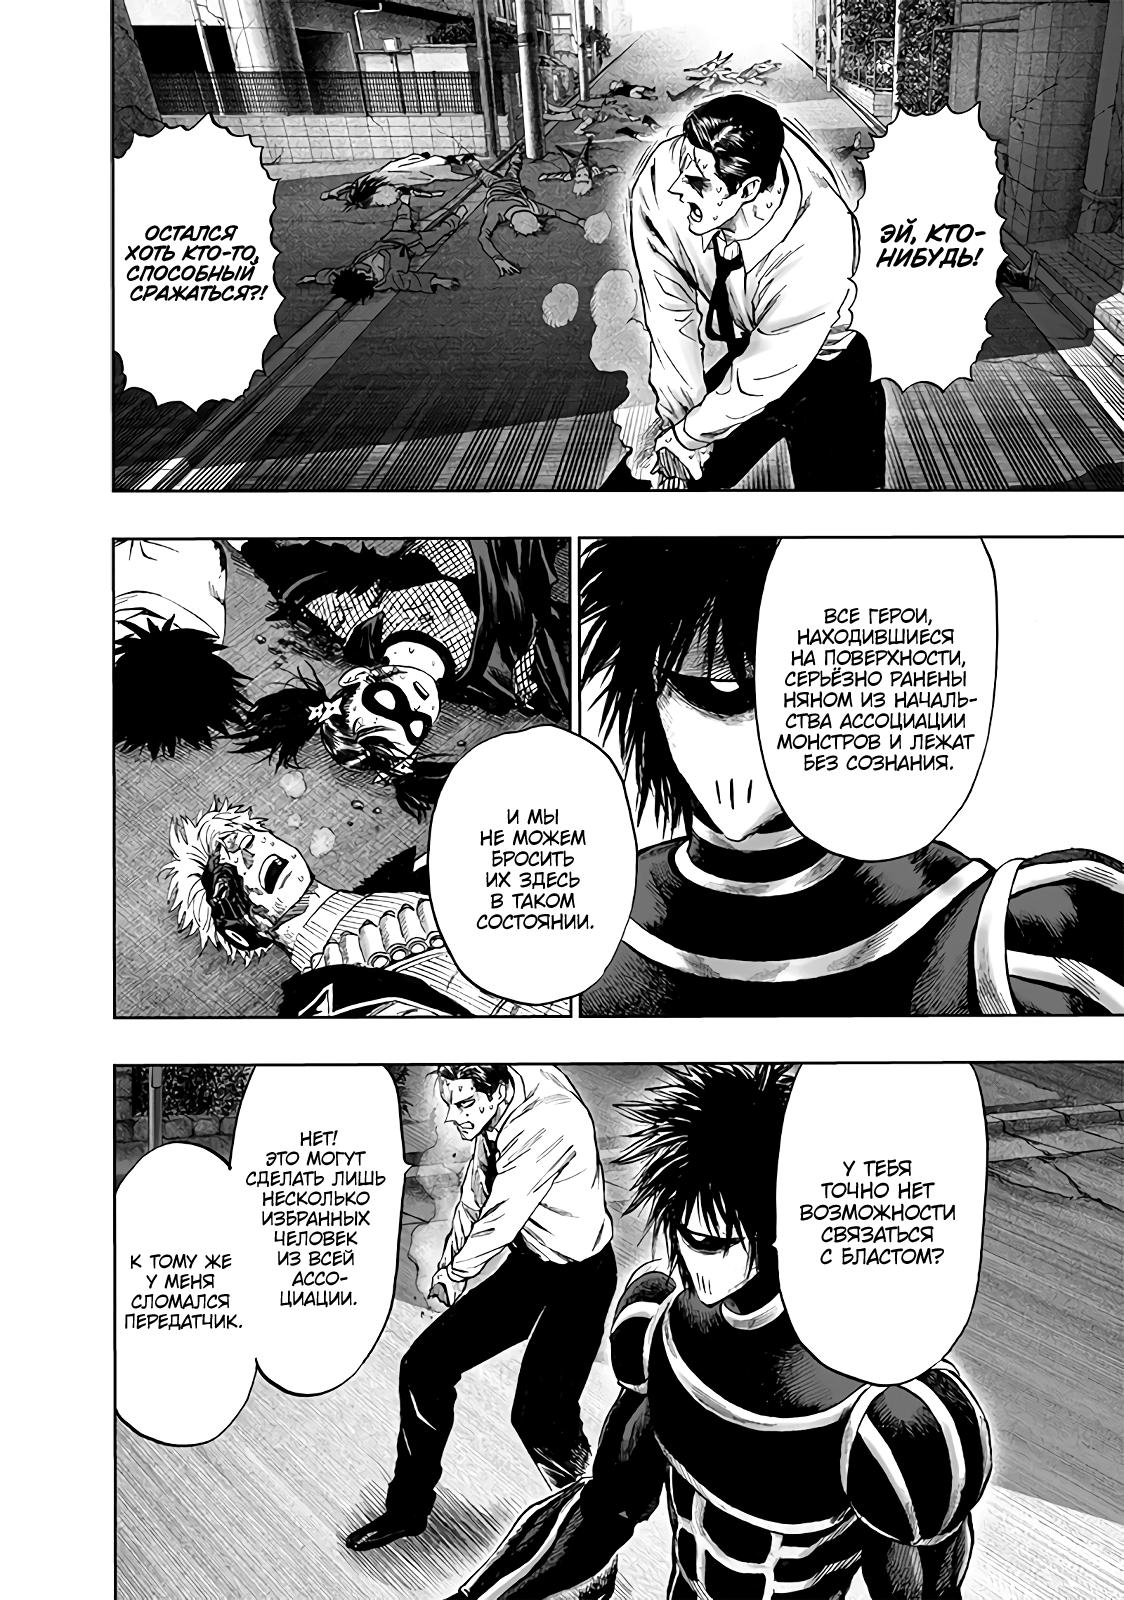 ЭЙ, КТО-
НИБУДЬ!
ОСТАЛСЯ
ХОТЬ КТО-ТО,
СПОСОБНЫЙ
СРАЖАТЬСЯ?!
ВСЕ ГЕРОИ,
НАХОДИВШИЕСЯ
НА ПОВЕРХНОСТИ,
СЕРЬЁЗНО РАНЕНЫ
НЯНОМ ИЗ НАЧАЛЬ-
СТВА АССОЦИАЦИИ
МОНСТРОВ И ЛЕЖАТ
БЕЗ СОЗНАНИЯ.
И МЫ
НЕ МОЖЕМ
БРОСИТЬ
ИХ ЗДЕСЬ
В ТАКОМ
СОСТОЯНИИ.
У ТЕБЯ
ТОЧНО НЕТ
ВОЗМОЖНОСТИ
СВЯЗАТЬСЯ
С БЛАСТОМ?
НЕТ!
ЭТО МОГУТ
СДЕЛАТЬ ЛИШЬ
НЕСКОЛЬКО
ИЗБРАННЫХ
ЧЕЛОВЕК
ИЗ ВСЕЙ
АССО-
ЦИАЦИИ.
К ТОМУ ЖЕ
У МЕНЯ
СЛОМАЛСЯ
ПЕРЕДАТЧИК.